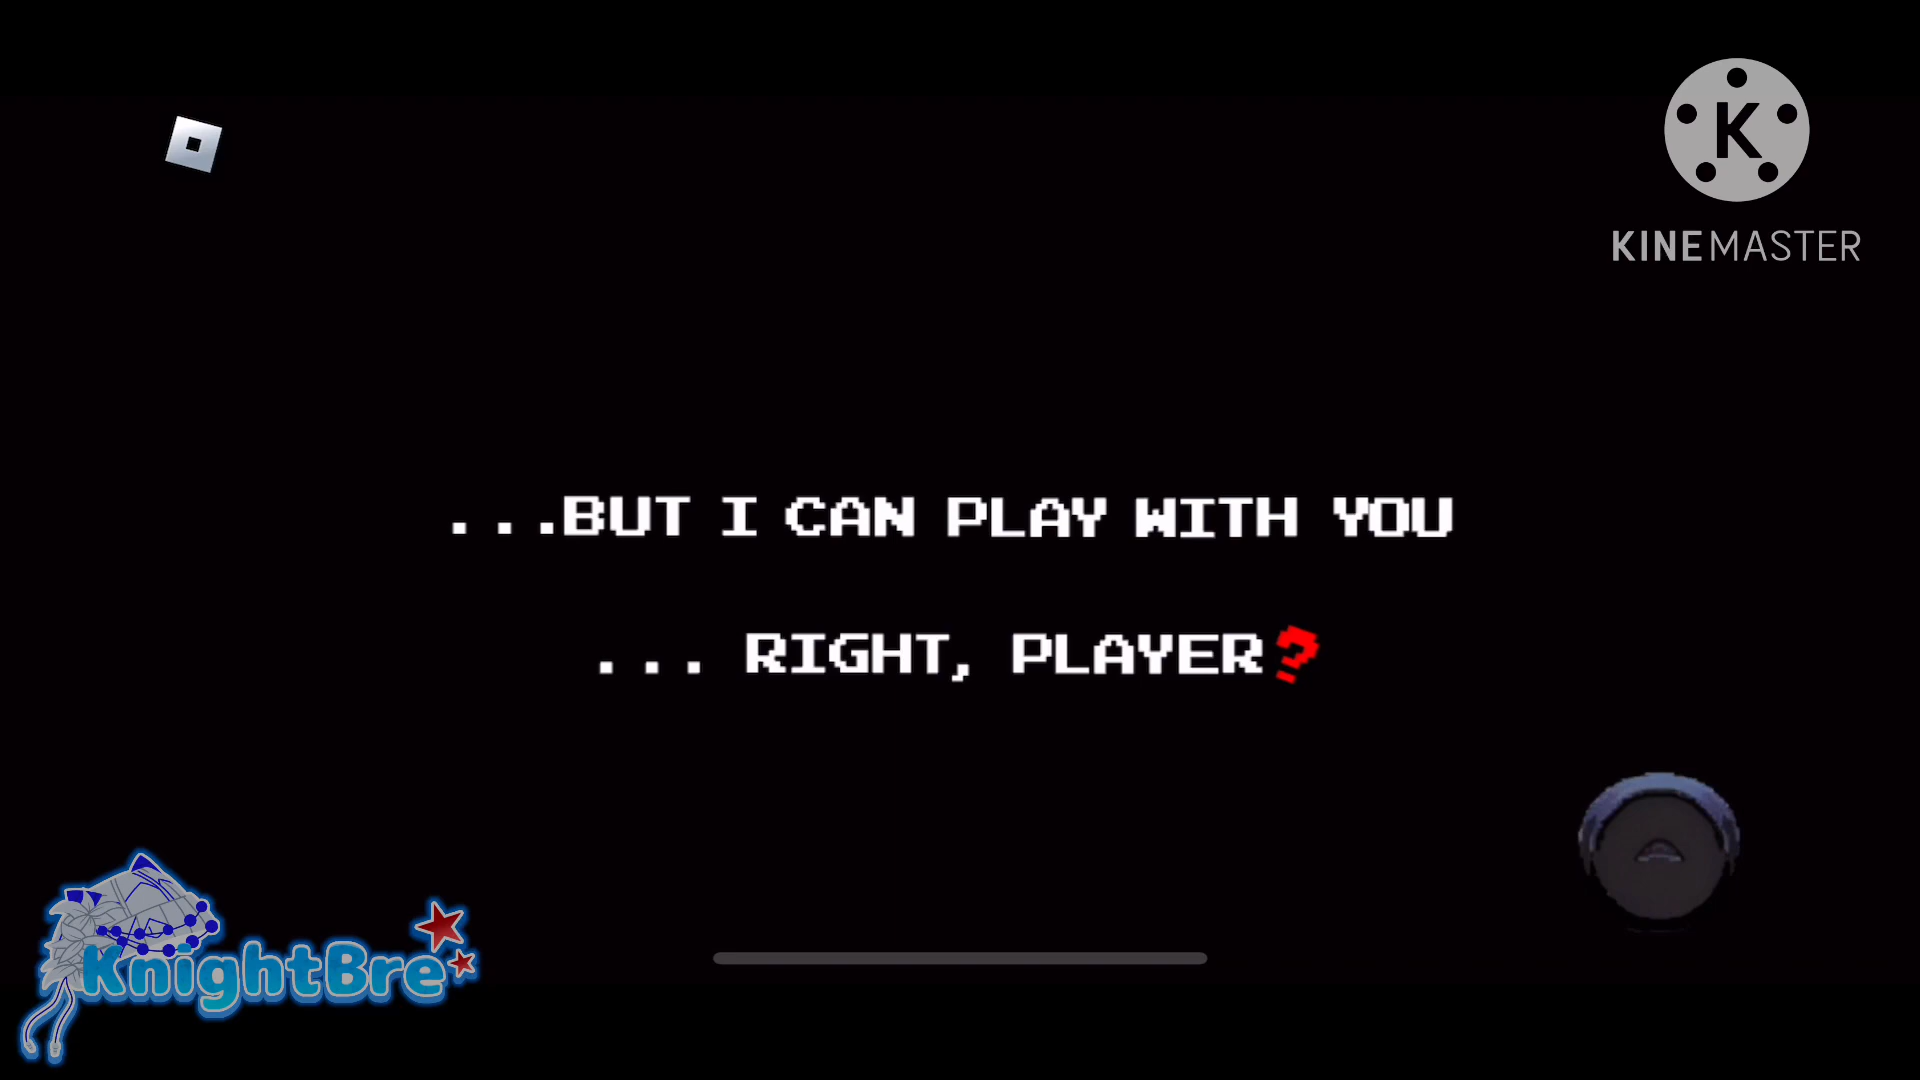 K
KINEMASTER
...BUT I CAN PLAY WITH YOU
... RIGHT, PLAYER?
KnightBre